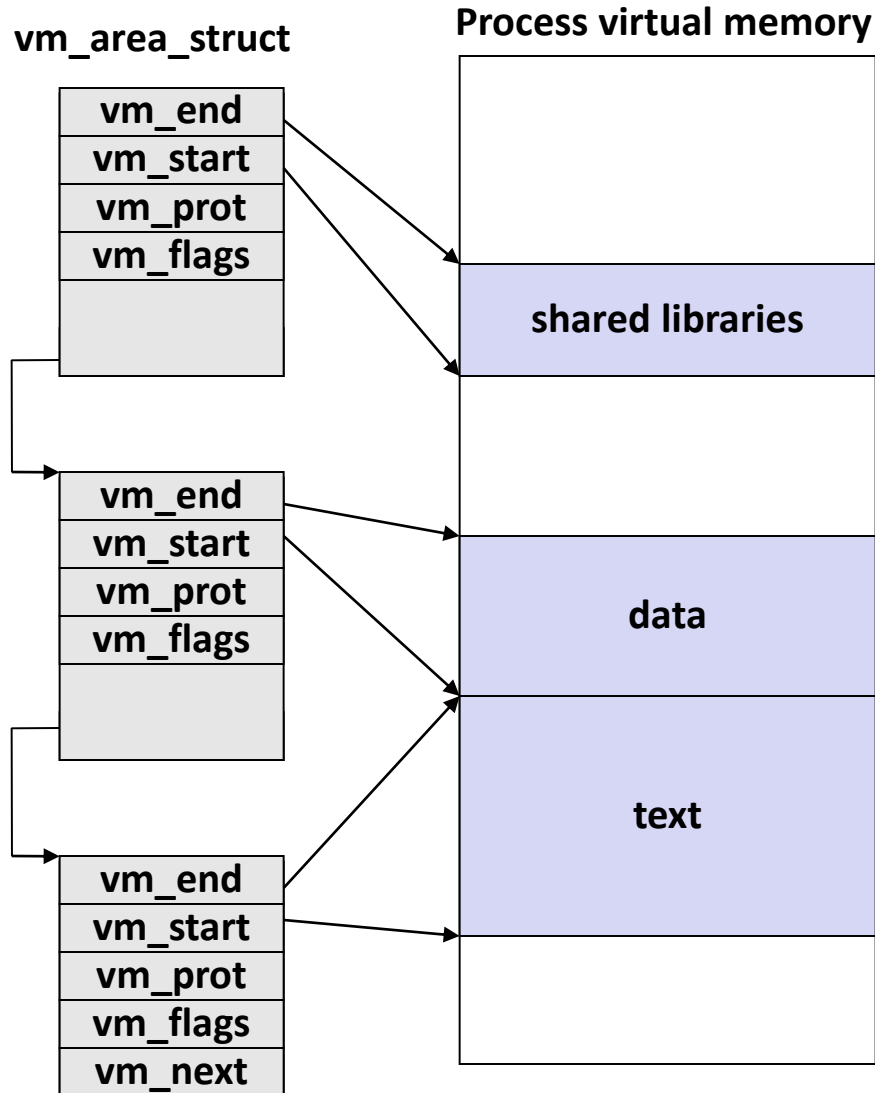 vm_area_struct
Process virtual memory
vm_end
vm_start
vm_prot
vm_flags
shared libraries
vm_end
vm_start
vm_prot
vm_flags
data
text
vm_end
vm_start
vm_prot
vm_flags
vm_next